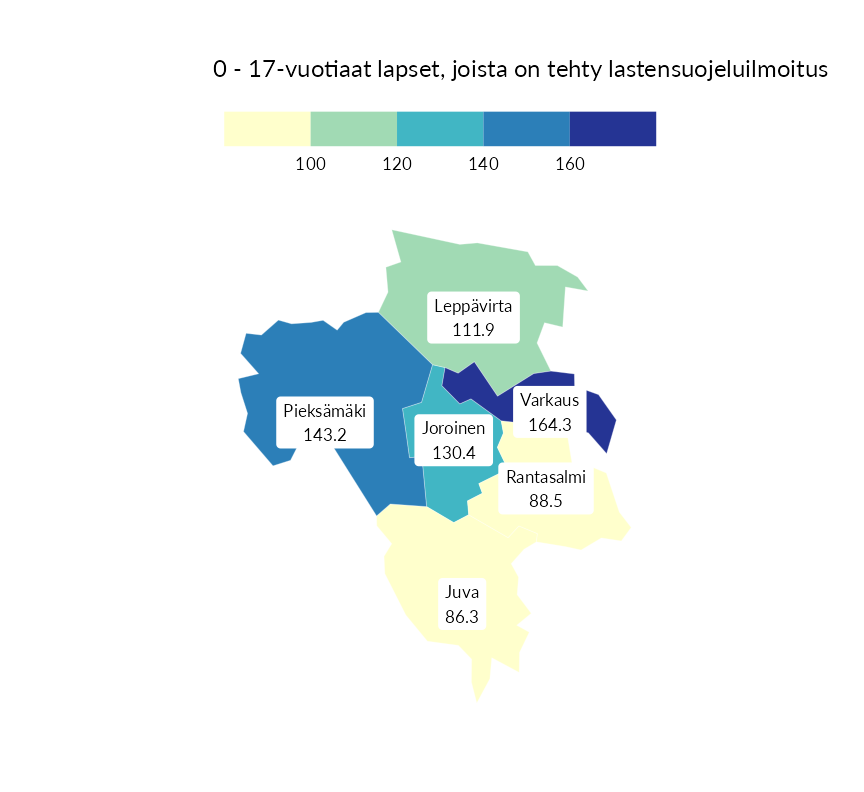 0 - 17-vuotiaat lapset, joista on tehty lastensuojeluilmoitus
100 120 140 160
Leppävirta
111.9
Varkaus
164.3
Pieksämäki
143.2
Joroinen
130.4
Rantasalmi
88.5
Juva
86.3